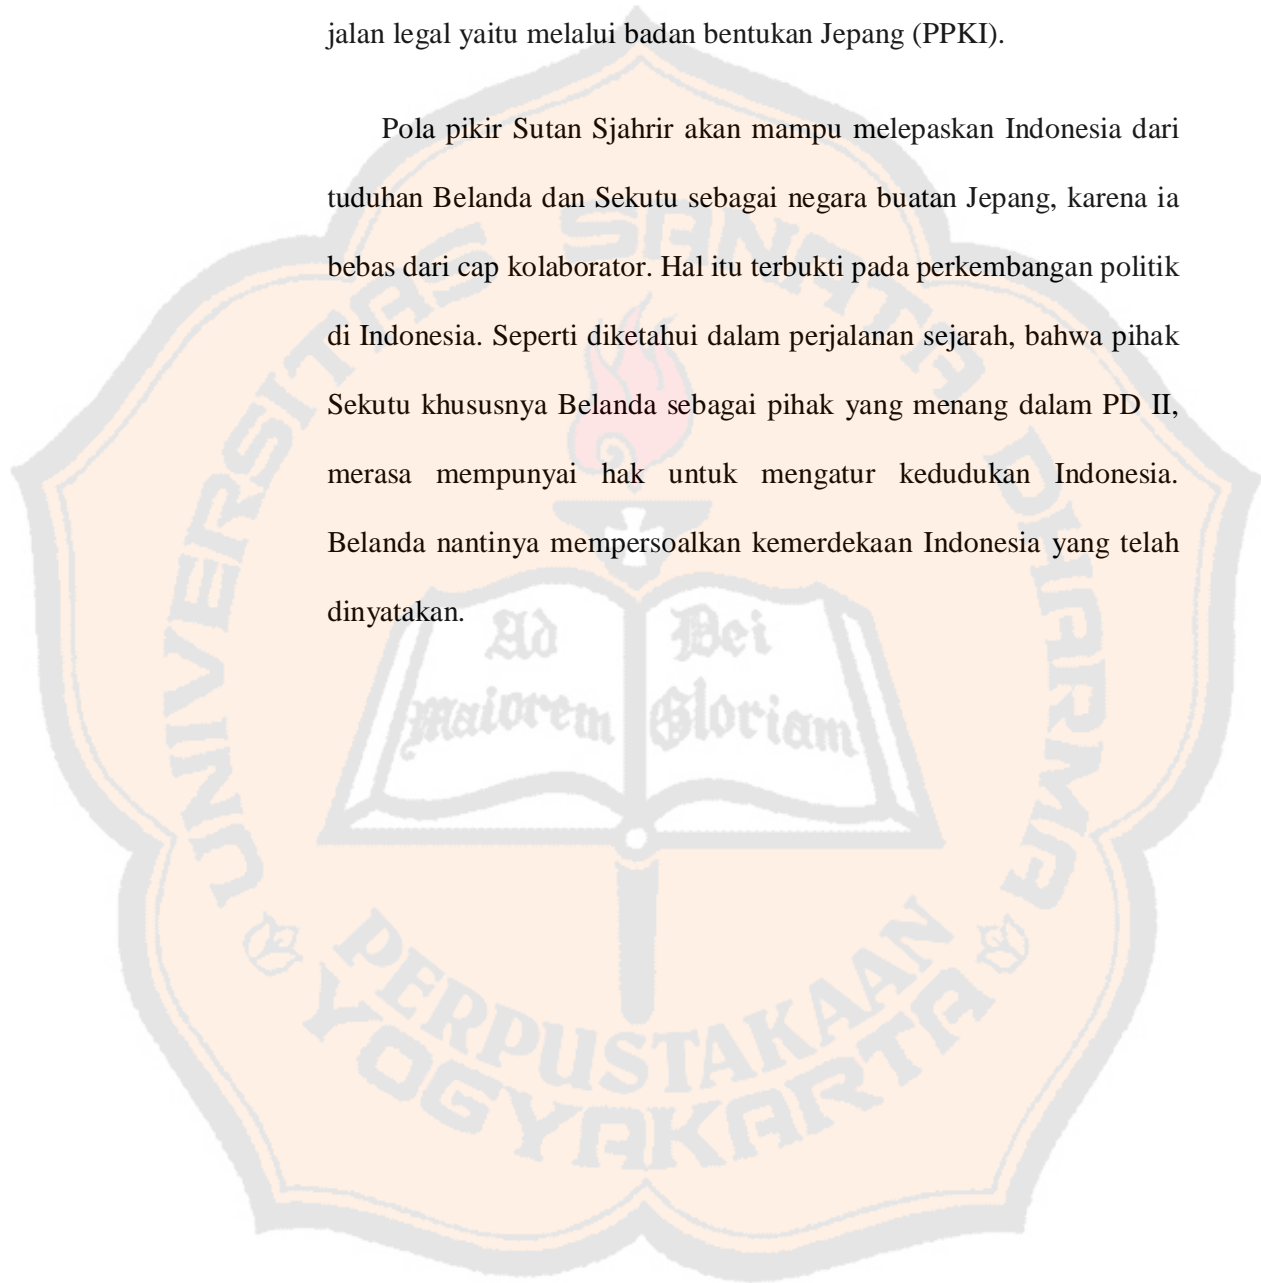 jalan legal yaitu melalui badan bentukan Jepang (PPKI).
Pola pikir Sutan Sjahrir akan mampu melepaskan Indonesia dari
tuduhan Belanda dan Sekutu sebagai negara buatan Jepang, karena ia
bebas dari cap kolaborator. Hal itu terbukti pada perkembangan politik
di Indonesia. Seperti diketahui dalam perjalanan sejarah, bahwa pihak
Sekutu khususnya Belanda sebagai pihak yang menang dalam PD II,
merasa mempunyai hak untuk mengatur kedudukan Indonesia.
Belanda nantinya mempersoalkan kemerdekaan Indonesia yang telah
dinyatakan.
UNIVERSITAS SANATA DHARMA
Ad
maiorem
Dei
Gloriam
PERPUSTAKAAN
YOGYAKARTA